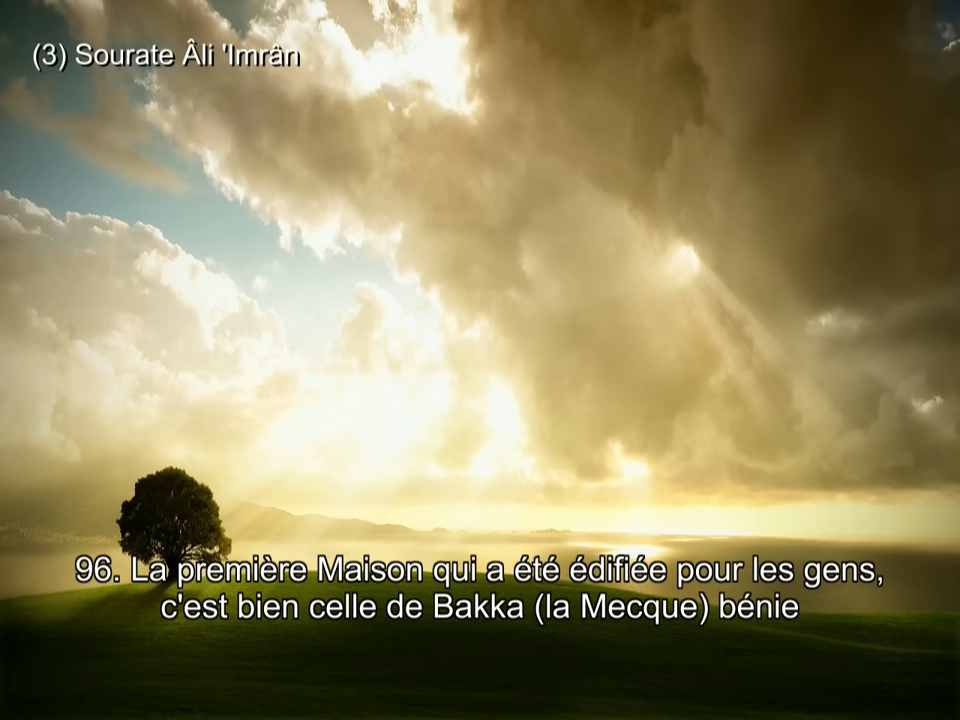 (3) Sourate Âli 'Imrân
96. La première Maison qui a été édifiée pour les gens,
c'est bien celle de Bakka (la Mecque) bénie